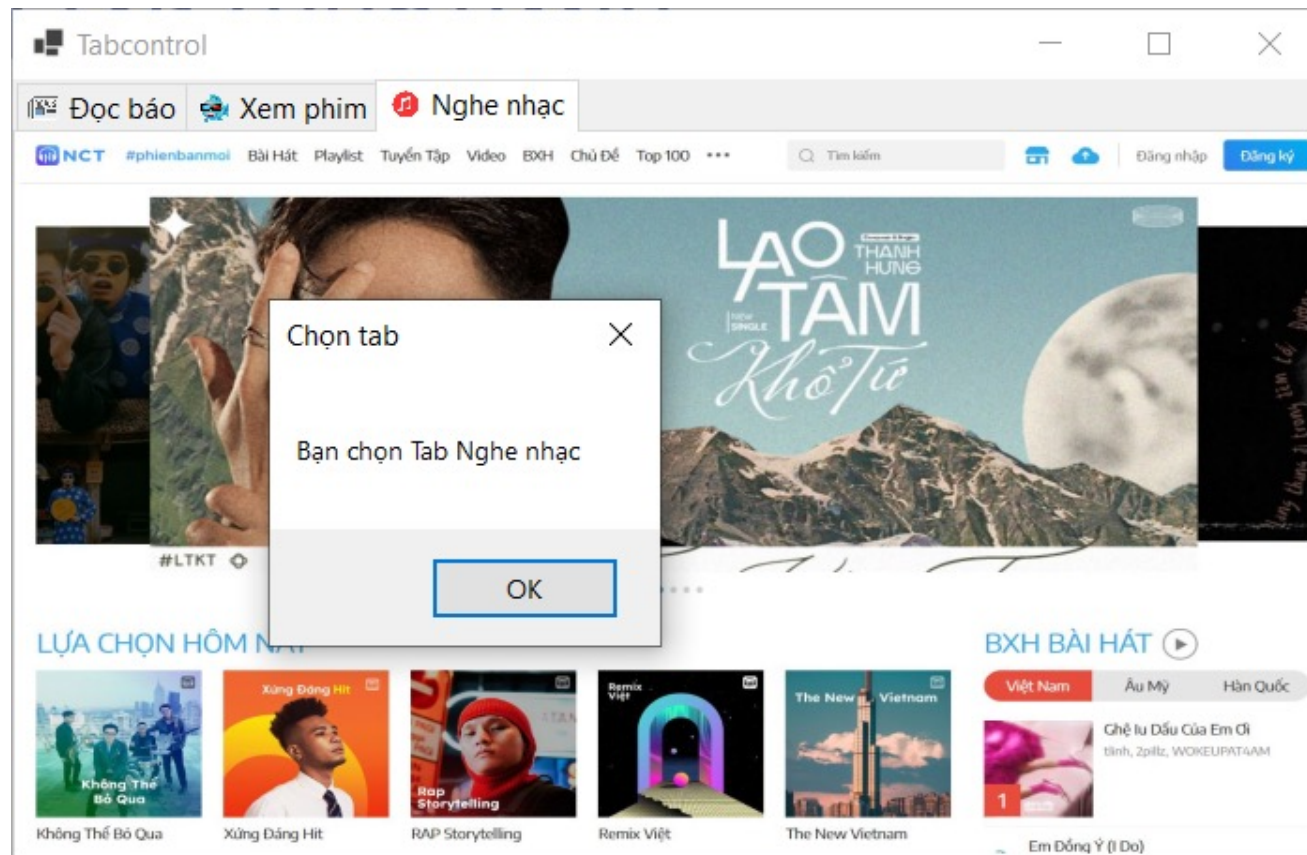 Tabcontrol
Đọc báo Xem phim Nghe nhạc
NCT #phienbanmoi Bài Hát Playlist Tuyển Tập Video BXH Chủ Đề Top 100 ••• Tìm kiếm Đăng nhập Đăng ký
LAO
THANH
HƯNG
TÂM
NEW
SINGLE
Khổ Tứ
Chọn tab
Bạn chọn Tab Nghe nhạc
OK
#LTKT
LỰA CHỌN HÔM NAY
BXH BÀI HÁT
Việt Nam Âu Mỹ Hàn Quốc
Không Thể
Bỏ Qua
Xứng Đáng Hit
Rap
Storytelling
Remix
Việt
The New Vietnam
Không Thể Bỏ Qua Xứng Đáng Hit RAP Storytelling Remix Việt The New Vietnam
1
Ghệ Iu Dấu Của Em Ơi
tlinh, 2pillz, WOKEUPAT4AM
Em Đồng Ý (I Do)